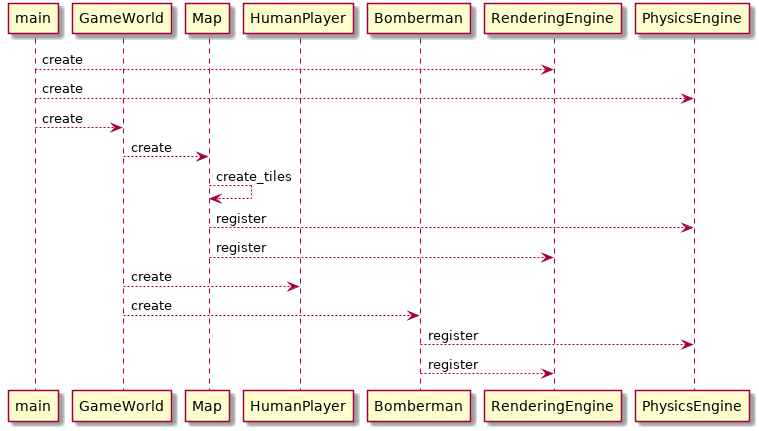 main GameWorld Map HumanPlayer Bomberman RenderingEngine PhysicsEngine
create
create
create
create
create_tiles
register
register
create
create
register
register
main GameWorld Map HumanPlayer Bomberman RenderingEngine PhysicsEngine